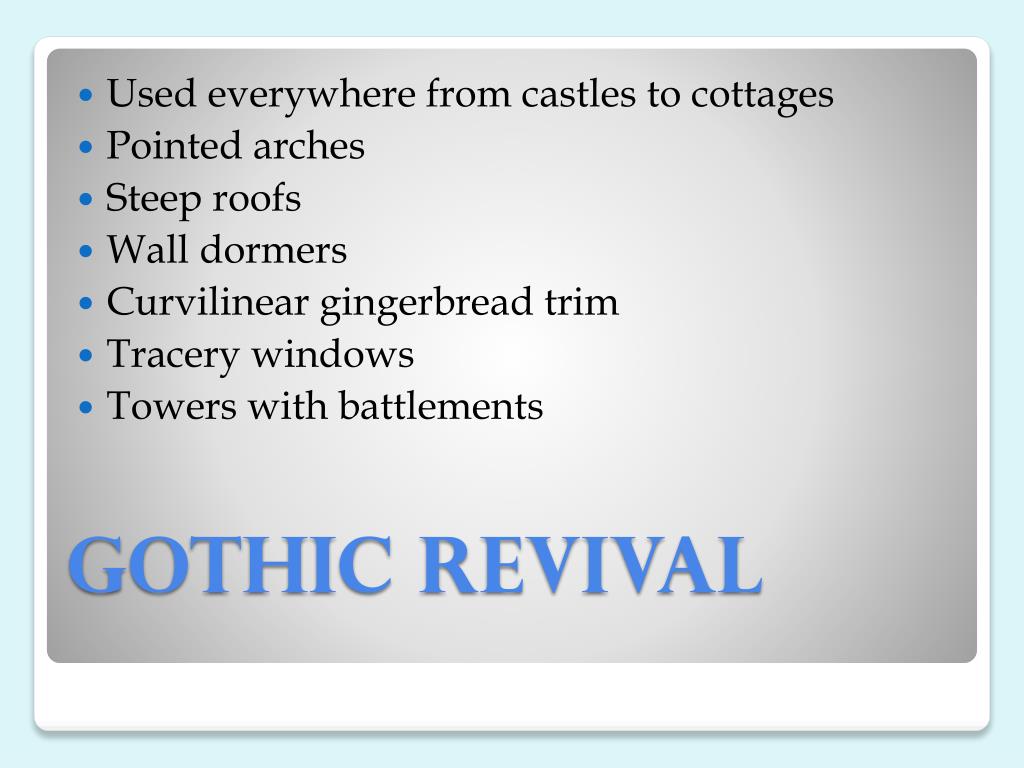 • Used everywhere from castles to cottages
• Pointed arches
• Steep roofs
• Wall dormers
• Curvilinear gingerbread trim
• Tracery windows
• Towers with battlements
GOTHIC REVIVAL